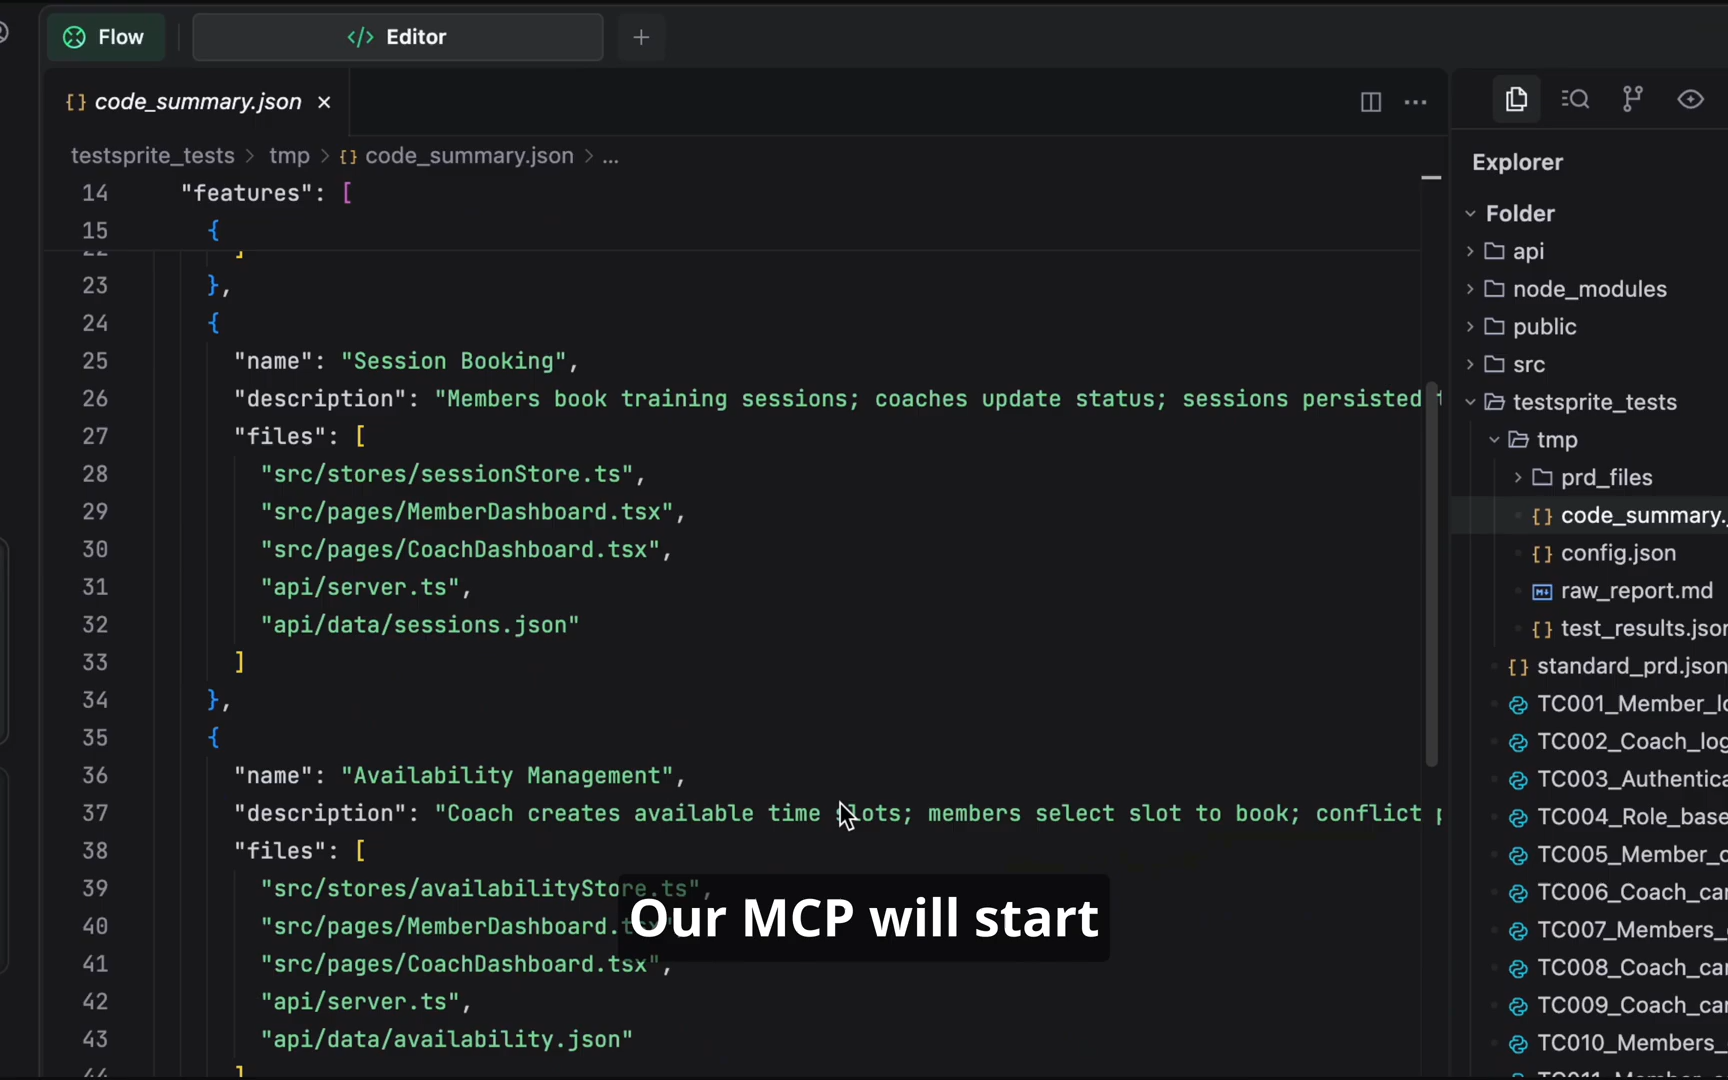 Flow
</> Editor
{} code_summary.json ×
testsprite_tests > tmp > {} code_summary.json > ...
14 "features": [
15 {
22 ]
23 },
24 {
25 "name": "Session Booking",
26 "description": "Members book training sessions; coaches update status; sessions persisted
27 "files": [
28 "src/stores/sessionStore.ts",
29 "src/pages/MemberDashboard.tsx",
30 "src/pages/CoachDashboard.tsx",
31 "api/server.ts",
32 "api/data/sessions.json"
33 ]
34 },
35 {
36 "name": "Availability Management",
37 "description": "Coach creates available time slots; members select slot to book; conflict
38 "files": [
39 "src/stores/availabilityStore.ts",
40 "src/pages/MemberDashboard.
41 "src/pages/CoachDashboard.tsx",
42 "api/server.ts",
43 "api/data/availability.json"
44 ]
Our MCP will start
Explorer
Folder
api
node_modules
public
src
testsprite_tests
tmp
prd_files
{} code_summary.
{} config.json
raw_report.md
{} test_results.json
{} standard_prd.json
TC001_Member_lo
TC002_Coach_log
TC003_Authentica
TC004_Role_base
TC005_Member_c
TC006_Coach_can
TC007_Members_
TC008_Coach_can
TC009_Coach_can
TC010_Members_